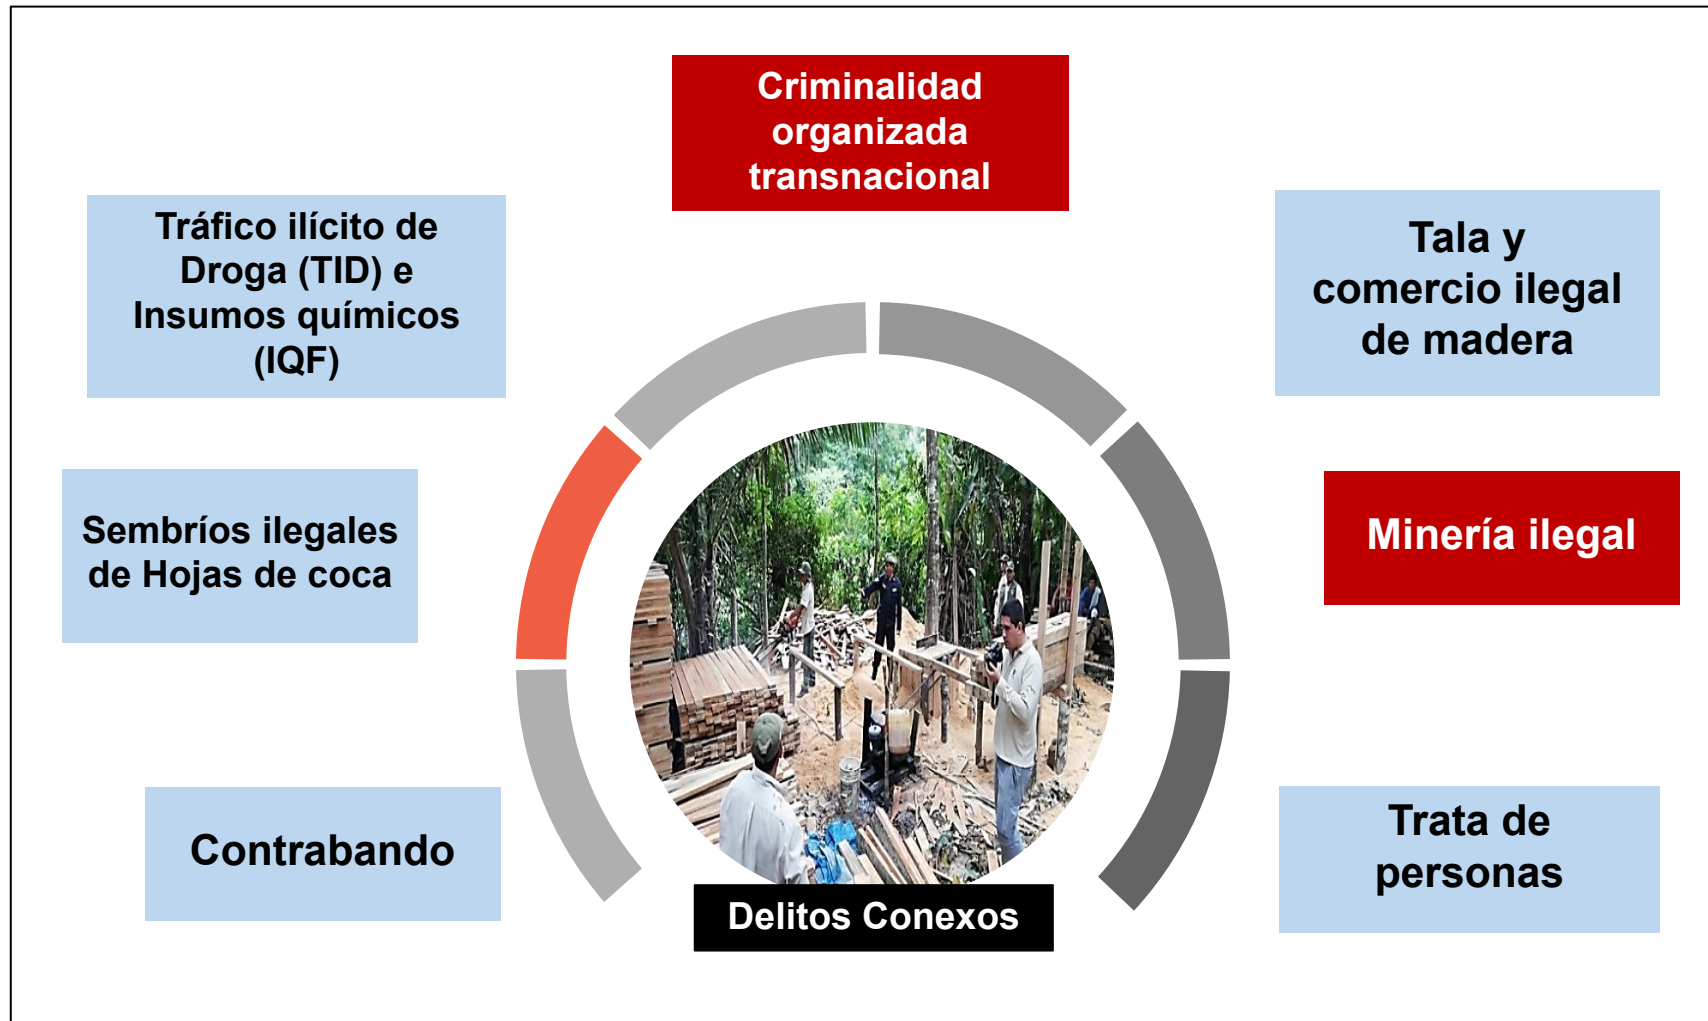 Criminalidad
organizada
transnacional
Tráfico ilícito de
Droga (TID) e
Insumos químicos
(IQF)
Tala y
comercio ilegal
de madera
Sembríos ilegales
de Hojas de coca
Minería ilegal
Contrabando
Trata de
personas
Delitos Conexos